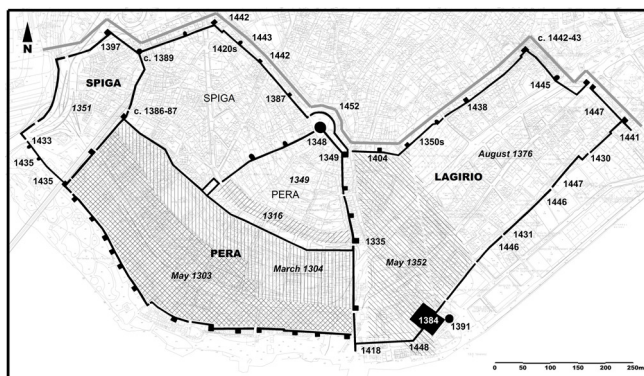 N
1397
c. 1389
1442
1443
1420s
1442
1387
1452
c. 1442-43
1445
1447
1441
SPIGA
1351
SPIGA
c. 1386-87
1433
1435
1435
1348
1349
1349
PERA
1316
1404
1350s
1438
August 1376
LAGIRIO
1430
1447
1446
1431
1446
1335
PERA
May 1303
March 1304
May 1352
1384
1391
1418
1448
0 50 100 150 200 250m